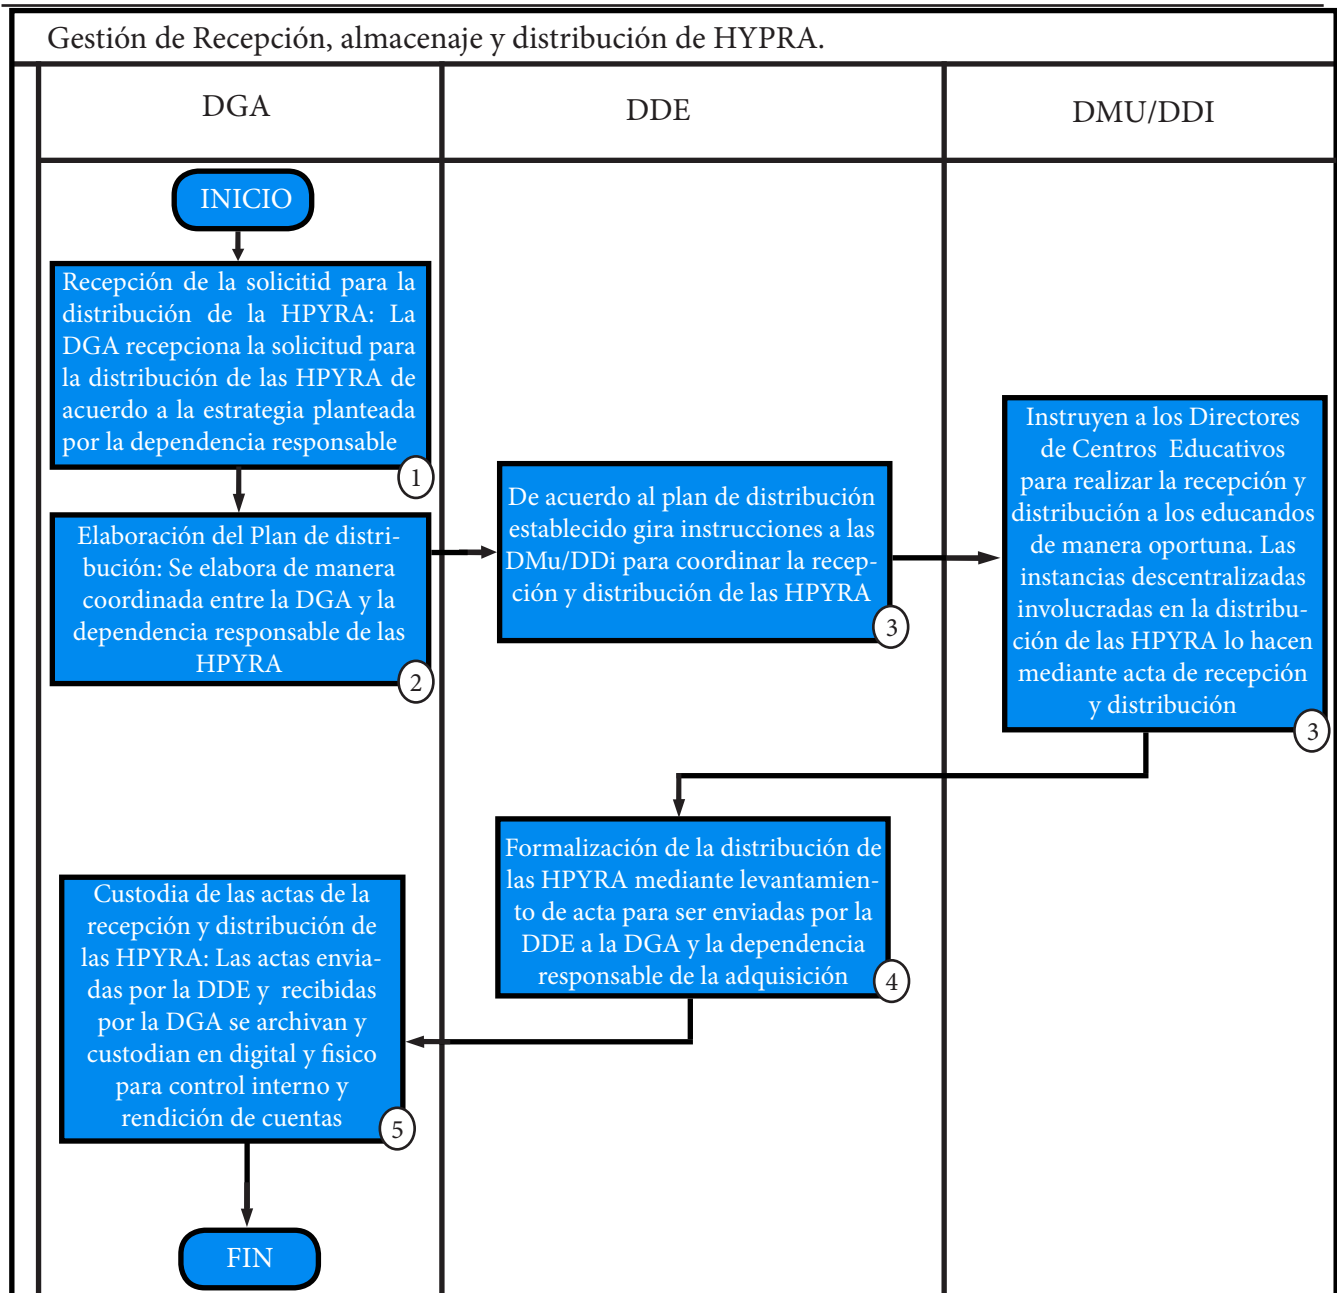 Gestión de Recepción, almacenaje y distribución de HYPRA.
DGA
DDE
DMU/DDI
INICIO
Recepción de la solicitid para la
distribución de la HPYRA: La
DGA recepciona la solicitud para
la distribución de las HPYRA de
acuerdo a la estrategia planteada
por la dependencia responsable
1
Elaboración del Plan de distri-
bución: Se elabora de manera
coordinada entre la DGA y la
dependencia responsable de las
HPYRA
2
De acuerdo al plan de distribución
establecido gira instrucciones a las
DMu/DDi para coordinar la recep-
ción y distribución de las HPYRA
3
Instruyen a los Directores
de Centros Educativos
para realizar la recepción y
distribución a los educandos
de manera oportuna. Las
instancias descentralizadas
involucradas en la distribu-
ción de las HPYRA lo hacen
mediante acta de recepción
y distribución
3
Formalización de la distribución de
las HPYRA mediante levantamien-
to de acta para ser enviadas por la
DDE a la DGA y la dependencia
responsable de la adquisición
4
Custodia de las actas de la
recepción y distribución de
las HPYRA: Las actas envia-
das por la DDE y recibidas
por la DGA se archivan y
custodian en digital y fisico
para control interno y
rendición de cuentas
5
FIN